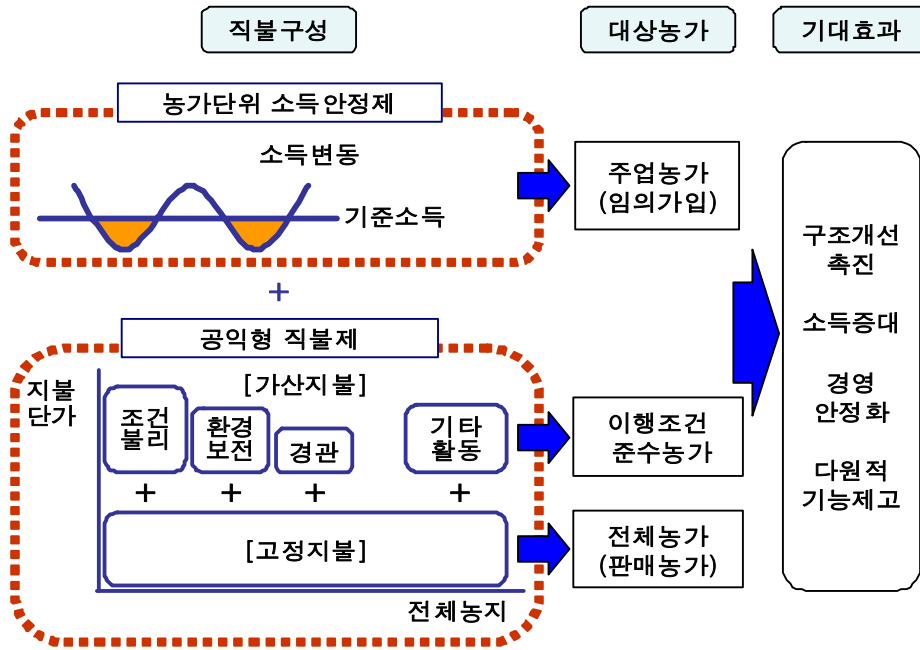 직불구성
대상농가
기대효과
농가단위 소득안정제
소득변동
기준소득
주업농가
(임의가입)
+
공익형 직불제
지불
단가
[가산지불]
조건
불리
환경
보전
경관
기타
활동
+ + + +
[고정지불]
전체농지
이행조건
준수농가
전체농가
(판매농가)
구조개선
촉진
소득증대
경영
안정화
다원적
기능제고